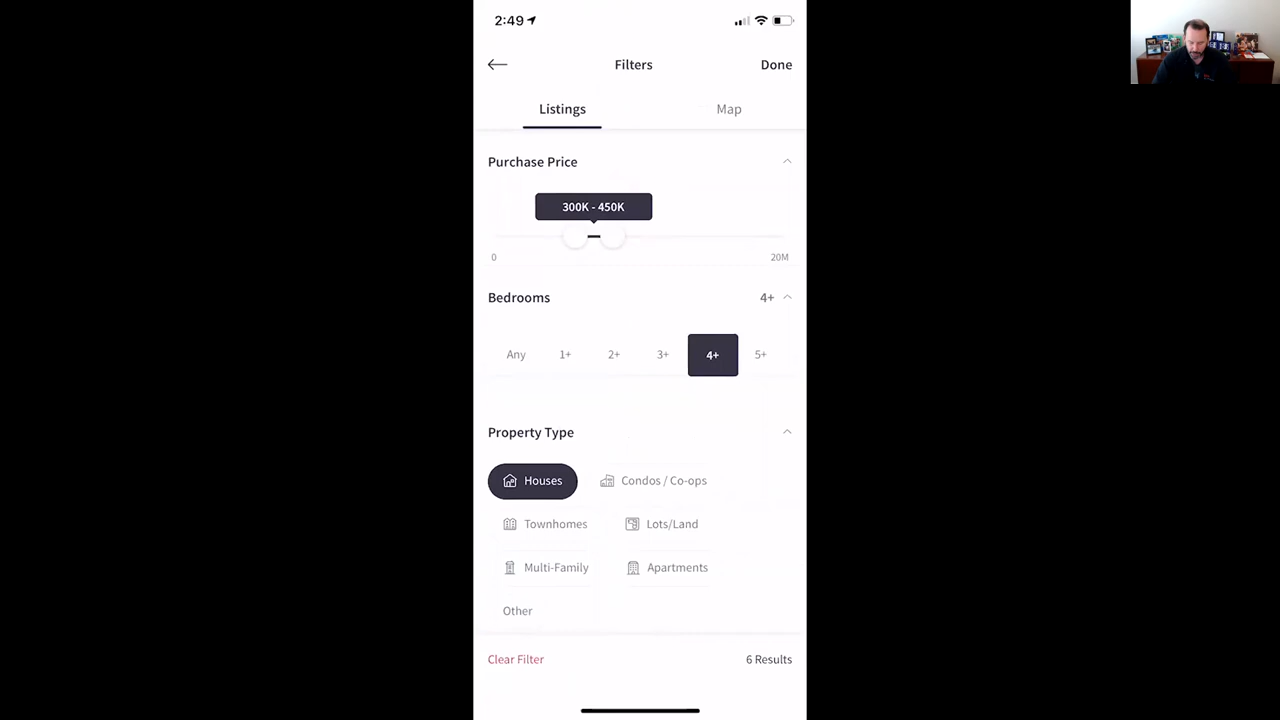 2:49
Filters
Done
Listings
Map
Purchase Price
300K - 450K
0
20M
Bedrooms
4+
Any
1+
2+
3+
4+
5+
Property Type
Houses
Condos / Co-ops
Townhomes
Lots/Land
Multi-Family
Apartments
Other
Clear Filter
6 Results